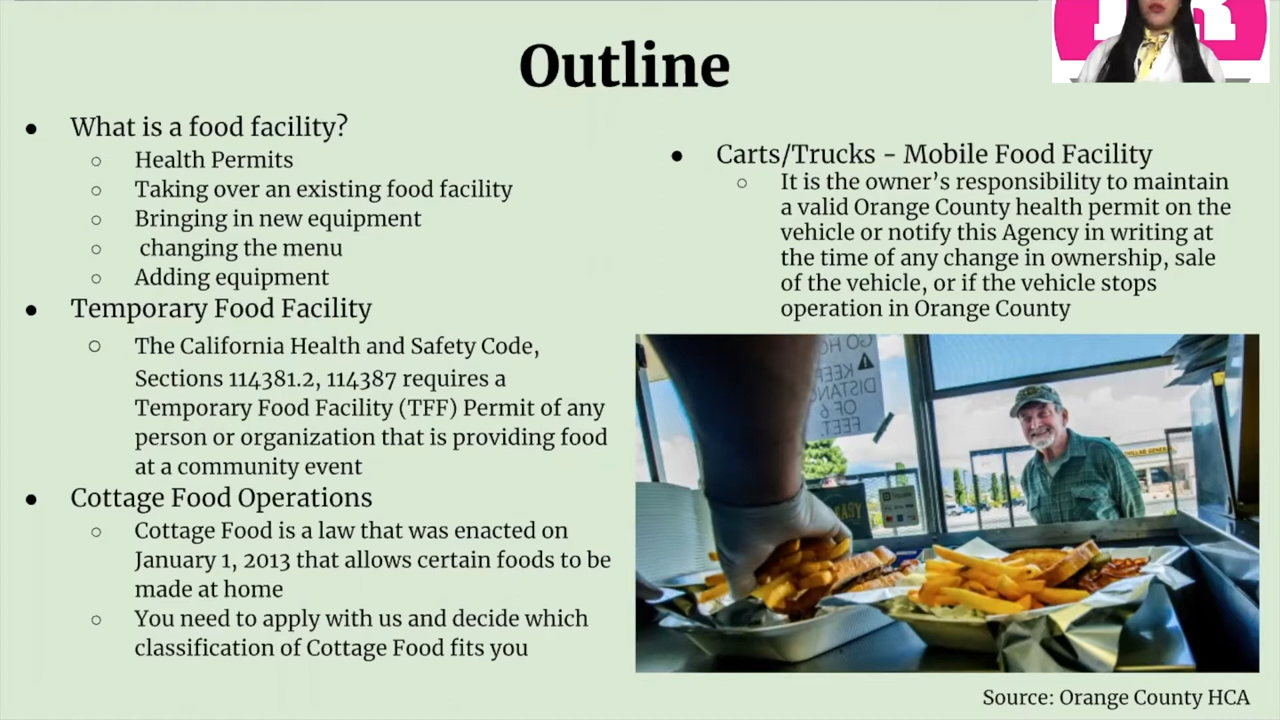 Outline
● What is a food facility?
○ Health Permits
○ Taking over an existing food facility
○ Bringing in new equipment
○ changing the menu
○ Adding equipment
● Temporary Food Facility
○ The California Health and Safety Code,
Sections 114381.2, 114387 requires a
Temporary Food Facility (TFF) Permit of any
person or organization that is providing food
at a community event
● Cottage Food Operations
○ Cottage Food is a law that was enacted on
January 1, 2013 that allows certain foods to be
made at home
○ You need to apply with us and decide which
classification of Cottage Food fits you
● Carts/Trucks - Mobile Food Facility
○ It is the owner's responsibility to maintain
a valid Orange County health permit on the
vehicle or notify this Agency in writing at
the time of any change in ownership, sale
of the vehicle, or if the vehicle stops
operation in Orange County
KEEP
DISTANCE
OF 6
FEET.
DOLLAR GENERAL
Source: Orange County HCA